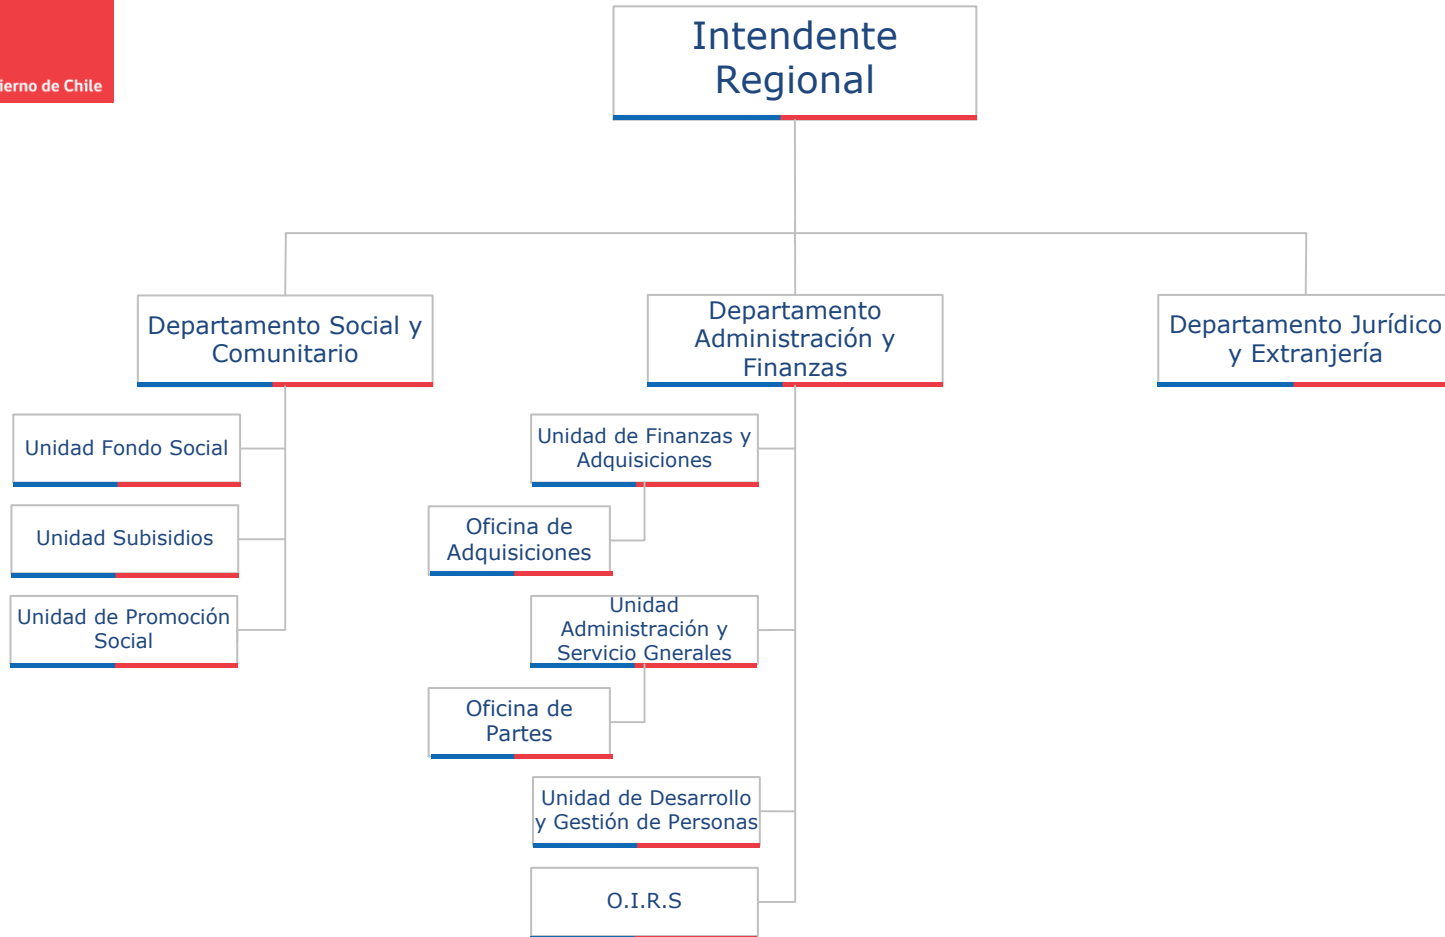 ierno de Chile
Intendente
Regional
Departamento Social y
Comunitario
Departamento
Administración y
Finanzas
Departamento Jurídico
y Extranjería
Unidad Fondo Social
Unidad Subisidios
Unidad de Promoción
Social
Unidad de Finanzas y
Adquisiciones
Oficina de
Adquisiciones
Unidad
Administración y
Servicio Gnerales
Oficina de
Partes
Unidad de Desarrollo
y Gestión de Personas
O.I.R.S